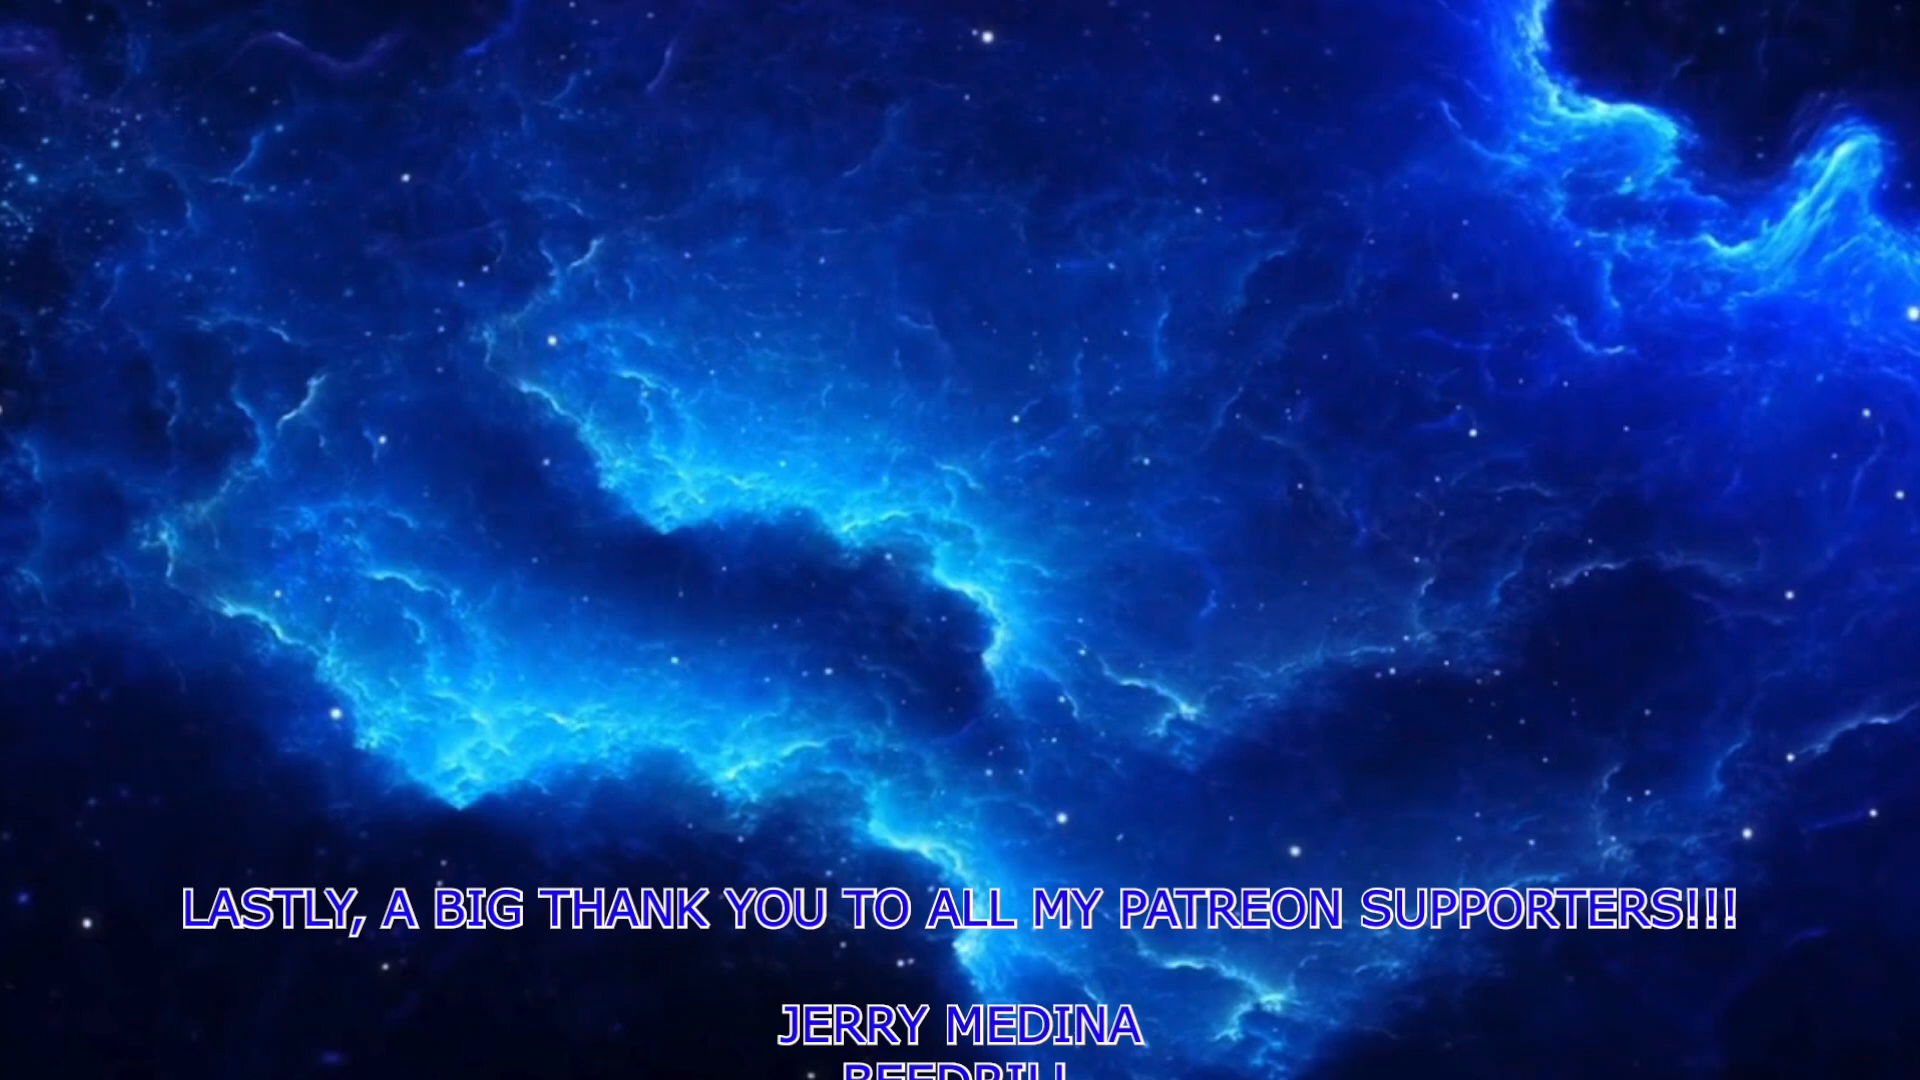 LASTLY, A BIG THANK YOU TO ALL MY PATREON SUPPORTERS!!!
JERRY MEDINA